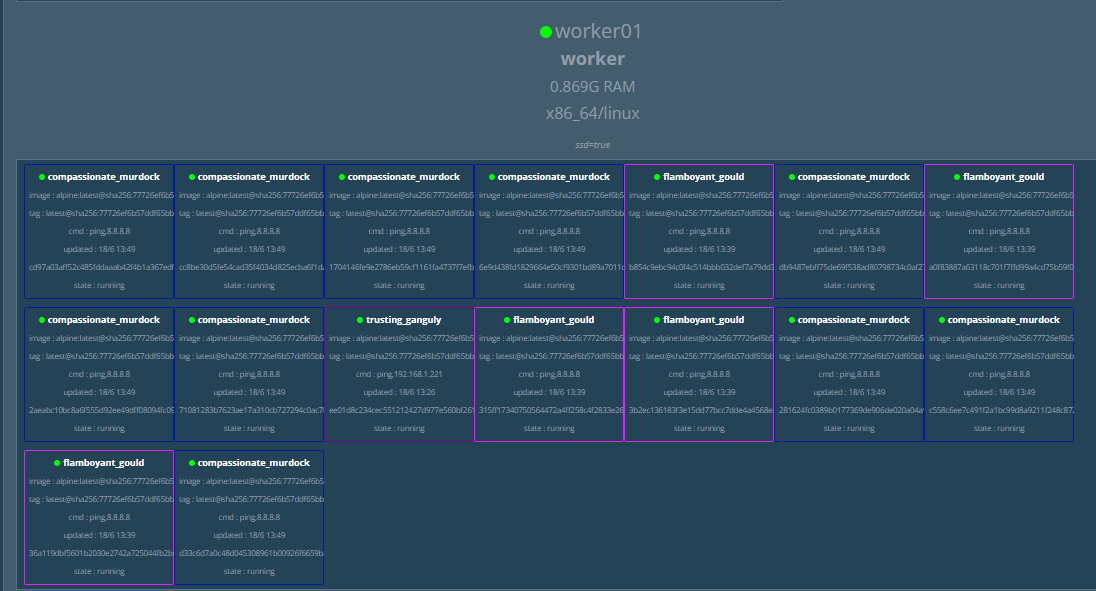 worker01
worker
0.869G RAM
x86_64/linux
ssd=true
compassionate_murdock
image : alpine:latest@sha256:77726ef6b5
tag : latest@sha256:77726ef6b57ddf65bb
cmd : ping,8.8.8.8
updated : 18/6 13:49
cd97a03aff52c485fddaaab42f4b1a367edf
state : running
compassionate_murdock
image : alpine:latest@sha256:77726ef6b5
tag : latest@sha256:77726ef6b57ddf65bb
cmd : ping,8.8.8.8
updated : 18/6 13:49
cc8be30d5fe54cad35f4034d825ecba6f1d
state : running
compassionate_murdock
image : alpine:latest@sha256:77726ef6b5
tag : latest@sha256:77726ef6b57ddf65bb
cmd : ping,8.8.8.8
updated : 18/6 13:49
1704146fe9e2786eb59cf1161fa4737f7efb
state : running
compassionate_murdock
image : alpine:latest@sha256:77726ef6b5
tag : latest@sha256:77726ef6b57ddf65bb
cmd : ping,8.8.8.8
updated : 18/6 13:49
6e9d438fd1829664e50cf9301bd89a7011
state : running
flamboyant_gould
image : alpine:latest@sha256:77726ef6b5
tag : latest@sha256:77726ef6b57ddf65bb
cmd : ping,8.8.8.8
updated : 18/6 13:39
b854c9ebc94c0f4c514bbb032def7a79dd3
state : running
compassionate_murdock
image : alpine:latest@sha256:77726ef6b5
tag : latest@sha256:77726ef6b57ddf65bb
cmd : ping,8.8.8.8
updated : 18/6 13:49
db9487ebff75de69f538ad80798734c0af2
state : running
flamboyant_gould
image : alpine:latest@sha256:77726ef6b5
tag : latest@sha256:77726ef6b57ddf65bb
cmd : ping,8.8.8.8
updated : 18/6 13:39
a0f83887a63118c701f7ffd99a4cd75b59f0
state : running
compassionate_murdock
image : alpine:latest@sha256:77726ef6b5
tag : latest@sha256:77726ef6b57ddf65bb
cmd : ping,8.8.8.8
updated : 18/6 13:49
2aeabc10bc8a6f555d92ee49dff08094fc09
state : running
compassionate_murdock
image : alpine:latest@sha256:77726ef6b5
tag : latest@sha256:77726ef6b57ddf65bb
cmd : ping,8.8.8.8
updated : 18/6 13:49
71081283b7623ae17a310cb727294c0ac7
state : running
trusting_ganguly
image : alpine:latest@sha256:77726ef6b5
tag : latest@sha256:77726ef6b57ddf65bb
cmd : ping,192.168.1.221
updated : 18/6 13:26
ee01d8c234cec551212427d977e560bf261
state : running
flamboyant_gould
image : alpine:latest@sha256:77726ef6b5
tag : latest@sha256:77726ef6b57ddf65bb
cmd : ping,8.8.8.8
updated : 18/6 13:39
315ff17340750564472a4ff258c4f2833e26
state : running
flamboyant_gould
image : alpine:latest@sha256:77726ef6b5
tag : latest@sha256:77726ef6b57ddf65bb
cmd : ping,8.8.8.8
updated : 18/6 13:39
3b2ec136183f3e15dd77bcc7dde4a4568e
state : running
compassionate_murdock
image : alpine:latest@sha256:77726ef6b5
tag : latest@sha256:77726ef6b57ddf65bb
cmd : ping,8.8.8.8
updated : 18/6 13:49
281624fc0389b0177369de906de020a04a
state : running
compassionate_murdock
image : alpine:latest@sha256:77726ef6b5
tag : latest@sha256:77726ef6b57ddf65bb
cmd : ping,8.8.8.8
updated : 18/6 13:49
c558c6ee7c491f2a1bc99d8a9211f248c87
state : running
flamboyant_gould
image : alpine:latest@sha256:77726ef6b5
tag : latest@sha256:77726ef6b57ddf65bb
cmd : ping,8.8.8.8
updated : 18/6 13:39
36a119dbf5601b2030e2742a725044fb2b
state : running
compassionate_murdock
image : alpine:latest@sha256:77726ef6b5
tag : latest@sha256:77726ef6b57ddf65bb
cmd : ping,8.8.8.8
updated : 18/6 13:49
d33c6d7a0c48d045308961b00926f6659b
state : running